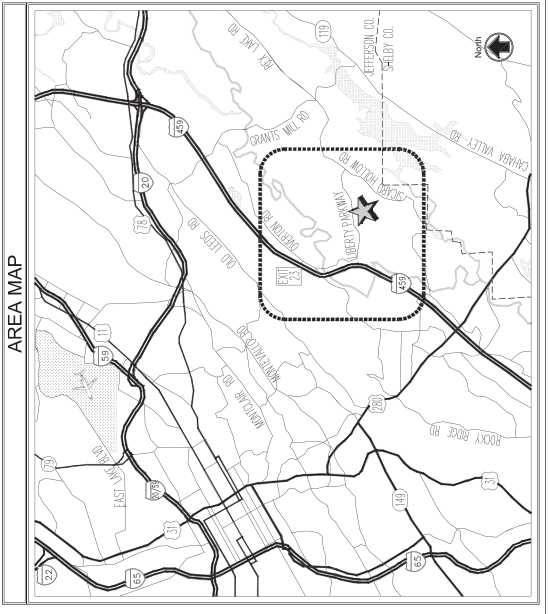 AREA MAP
North
JEFFERSON CO.
SHELBY CO.
119
REX LAKE RD
GRANTS MILL RD
CAHABA VALLEY RD
SICARD HOLLOW RD
LIBERTY PARKWAY
OVERTON RD
OLD LEEDS RD
EXIT
23
459
459
20
78
11
59
79
EAST LAKE BLVD
20/59
MONTEVALLO RD
MONTCLAIR RD
280
ROCKY RIDGE RD
149
31
31
65
65
22